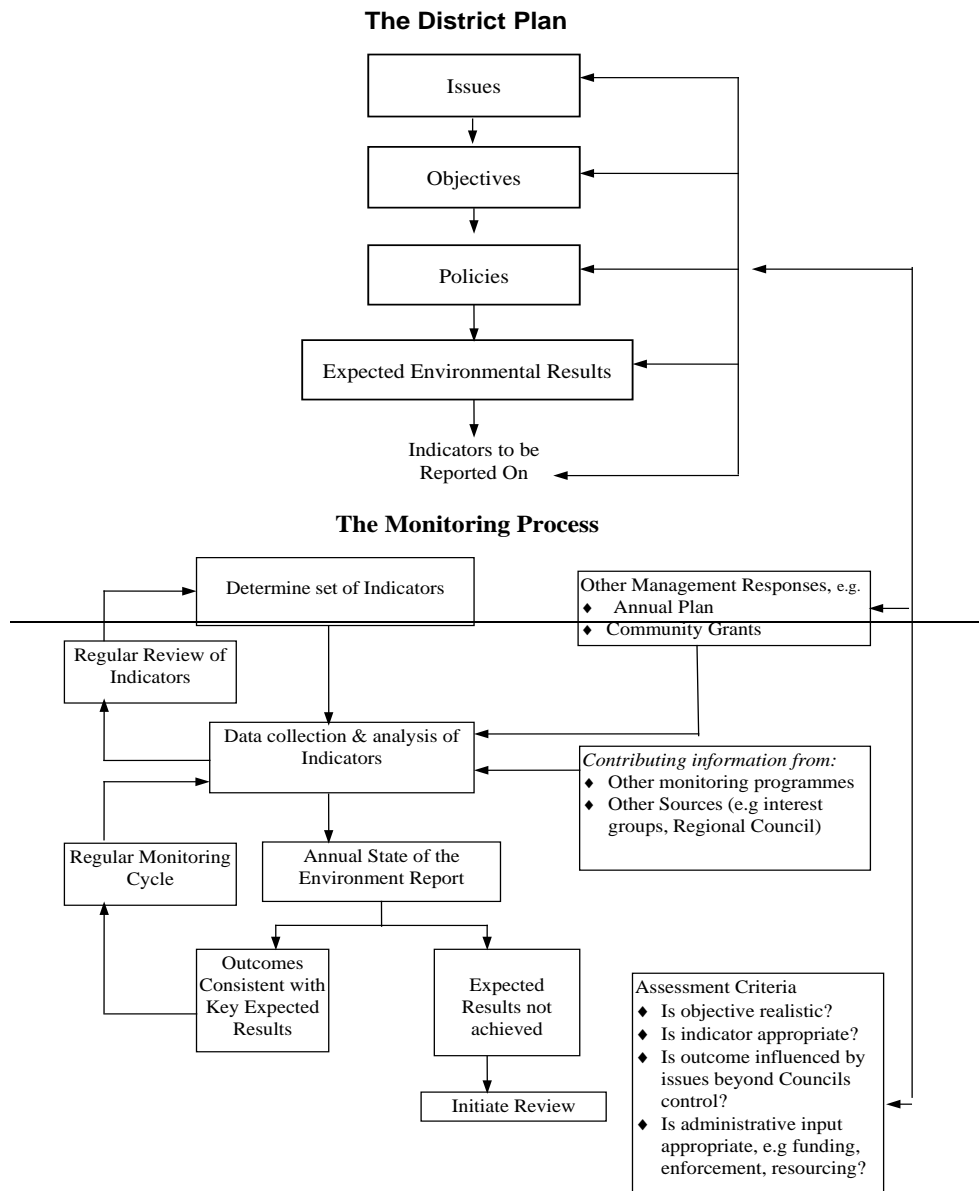 The District Plan
Issues
Objectives
Policies
Expected Environmental Results
Indicators to be
Reported On
The Monitoring Process
Determine set of Indicators
Other Management Responses, e.g.
♦ Annual Plan
♦ Community Grants
Regular Review of
Indicators
Data collection & analysis of
Indicators
Contributing information from:
♦ Other monitoring programmes
♦ Other Sources (e.g interest
groups, Regional Council)
Regular Monitoring
Cycle
Annual State of the
Environment Report
Outcomes
Consistent with
Key Expected
Results
Expected
Results not
achieved
Initiate Review
Assessment Criteria
♦ Is objective realistic?
♦ Is indicator appropriate?
♦ Is outcome influenced by
issues beyond Councils
control?
♦ Is administrative input
appropriate, e.g funding,
enforcement, resourcing?